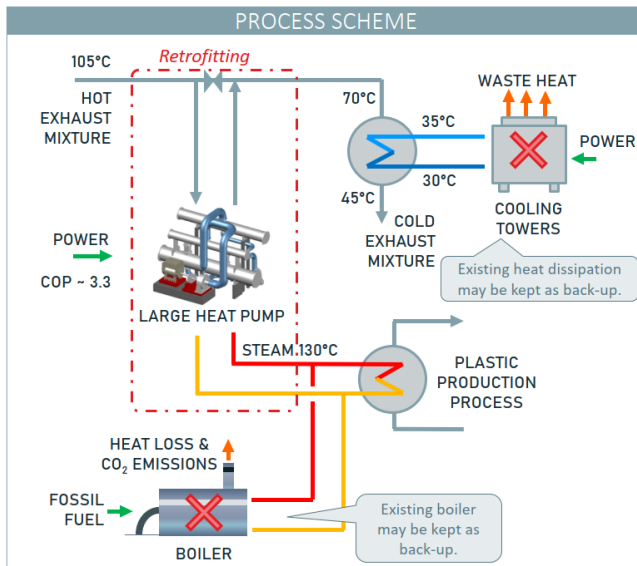 PROCESS SCHEME
Retrofitting
105°C
HOT
EXHAUST
MIXTURE
70°C
35°C
30°C
45°C
WASTE HEAT
POWER
COOLING
TOWERS
COLD
EXHAUST
MIXTURE
Existing heat dissipation
may be kept as back-up.
POWER
COP ~ 3.3
LARGE HEAT PUMP
STEAM 130°C
PLASTIC
PRODUCTION
PROCESS
HEAT LOSS &
CO₂ EMISSIONS
FOSSIL
FUEL
BOILER
Existing boiler
may be kept as
back-up.